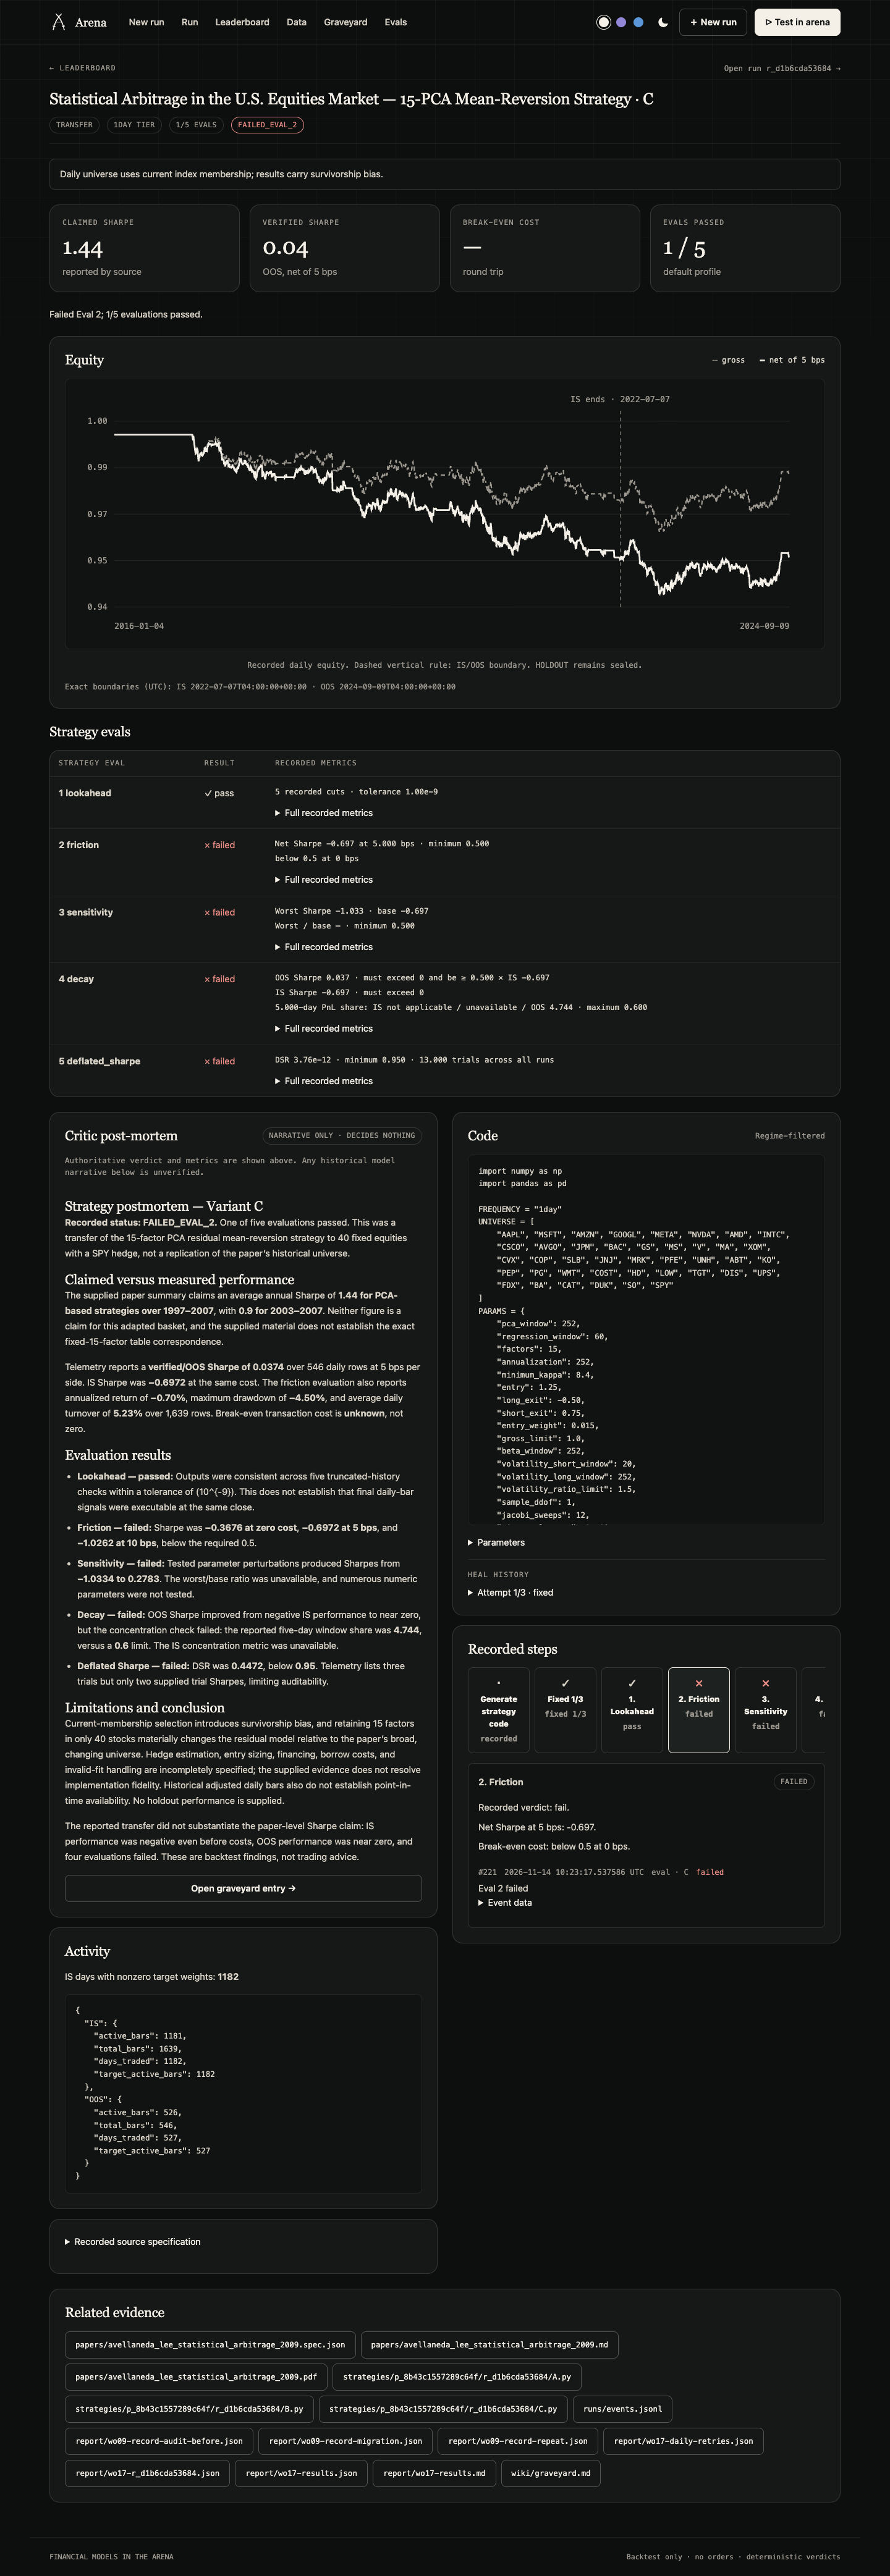 Arena
New run
Run
Leaderboard
Data
Graveyard
Evals
+ New run
Test in arena
← LEADERBOARD
Open run r_d1b6cda53684 →
Statistical Arbitrage in the U.S. Equities Market — 15-PCA Mean-Reversion Strategy · C
TRANSFER
1DAY TIER
1/5 EVALS
FAILED_EVAL_2
Daily universe uses current index membership; results carry survivorship bias.
CLAIMED SHARPE
1.44
reported by source
VERIFIED SHARPE
0.04
OOS, net of 5 bps
BREAK-EVEN COST
—
round trip
EVALS PASSED
1 / 5
default profile
Failed Eval 2; 1/5 evaluations passed.
Equity
— gross
— net of 5 bps
IS ends · 2022-07-07
1.00
0.99
0.97
0.95
0.94
2016-01-04
2024-09-09
Recorded daily equity. Dashed vertical rule: IS/OOS boundary. HOLDOUT remains sealed.
Exact boundaries (UTC): IS 2022-07-07T04:00:00+00:00 · OOS 2024-09-09T04:00:00+00:00
Strategy evals
STRATEGY EVAL
RESULT
RECORDED METRICS
1 lookahead
✓ pass
5 recorded cuts · tolerance 1.00e-9
▶ Full recorded metrics
2 friction
× failed
Net Sharpe -0.697 at 5.000 bps · minimum 0.500
below 0.5 at 0 bps
▶ Full recorded metrics
3 sensitivity
× failed
Worst Sharpe -1.033 · base -0.697
Worst / base — · minimum 0.500
▶ Full recorded metrics
4 decay
× failed
OOS Sharpe 0.037 · must exceed 0 and be ≥ 0.500 × IS -0.697
IS Sharpe -0.697 · must exceed 0
5.000-day PnL share: IS not applicable / unavailable / OOS 4.744 · maximum 0.600
▶ Full recorded metrics
5 deflated_sharpe
× failed
DSR 3.76e-12 · minimum 0.950 · 13.000 trials across all runs
▶ Full recorded metrics
Critic post-mortem
NARRATIVE ONLY · DECIDES NOTHING
Authoritative verdict and metrics are shown above. Any historical model
narrative below is unverified.
Strategy postmortem — Variant C
Recorded status: FAILED_EVAL_2. One of five evaluations passed. This was a
transfer of the 15-factor PCA residual mean-reversion strategy to 40 fixed equities
with a SPY hedge, not a replication of the paper's historical universe.
Claimed versus measured performance
The supplied paper summary claims an average annual Sharpe of 1.44 for PCA-
based strategies over 1997–2007, with 0.9 for 2003–2007. Neither figure is a
claim for this adapted basket, and the supplied material does not establish the exact
fixed-15-factor table correspondence.
Telemetry reports a verified/OOS Sharpe of 0.0374 over 546 daily rows at 5 bps per
side. IS Sharpe was −0.6972 at the same cost. The friction evaluation also reports
annualized return of −0.70%, maximum drawdown of −4.50%, and average daily
turnover of 5.23% over 1,639 rows. Break-even transaction cost is unknown, not
zero.
Evaluation results
• Lookahead — passed: Outputs were consistent across five truncated-history
checks within a tolerance of (10^{-9}). This does not establish that final daily-bar
signals were executable at the same close.
• Friction — failed: Sharpe was −0.3676 at zero cost, −0.6972 at 5 bps, and
−1.0262 at 10 bps, below the required 0.5.
• Sensitivity — failed: Tested parameter perturbations produced Sharpes from
−1.0334 to 0.2783. The worst/base ratio was unavailable, and numerous numeric
parameters were not tested.
• Decay — failed: OOS Sharpe improved from negative IS performance to near zero,
but the concentration check failed: the reported five-day window share was 4.744,
versus a 0.6 limit. The IS concentration metric was unavailable.
• Deflated Sharpe — failed: DSR was 0.4472, below 0.95. Telemetry lists three
trials but only two supplied trial Sharpes, limiting auditability.
Limitations and conclusion
Current-membership selection introduces survivorship bias, and retaining 15 factors
in only 40 stocks materially changes the residual model relative to the paper's broad,
changing universe. Hedge estimation, entry sizing, financing, borrow costs, and
invalid-fit handling are incompletely specified; the supplied evidence does not resolve
implementation fidelity. Historical adjusted daily bars also do not establish point-in-
time availability. No holdout performance is supplied.
The reported transfer did not substantiate the paper-level Sharpe claim: IS
performance was negative even before costs, OOS performance was near zero, and
four evaluations failed. These are backtest findings, not trading advice.
Open graveyard entry →
Activity
IS days with nonzero target weights: 1182
{
"IS": {
"active_bars": 1181,
"total_bars": 1639,
"days_traded": 1182,
"target_active_bars": 1182
},
"OOS": {
"active_bars": 526,
"total_bars": 546,
"days_traded": 527,
"target_active_bars": 527
}
}
▶ Recorded source specification
Code
Regime-filtered
import numpy as np
import pandas as pd
FREQUENCY = "1day"
UNIVERSE = [
"AAPL", "MSFT", "AMZN", "GOOGL", "META", "NVDA", "AMD", "INTC",
"CSCO", "AVGO", "JPM", "BAC", "GS", "MS", "V", "MA", "XOM",
"CVX", "COP", "SLB", "JNJ", "MRK", "PFE", "UNH", "ABT", "KO",
"PEP", "PG", "WMT", "COST", "HD", "LOW", "TGT", "DIS", "UPS",
"FDX", "BA", "CAT", "DUK", "SO", "SPY"
]
PARAMS = {
"pca_window": 252,
"regression_window": 60,
"factors": 15,
"annualization": 252,
"minimum_kappa": 8.4,
"entry": 1.25,
"long_exit": -0.50,
"short_exit": 0.75,
"entry_weight": 0.015,
"gross_limit": 1.0,
"beta_window": 252,
"volatility_short_window": 20,
"volatility_long_window": 252,
"volatility_ratio_limit": 1.5,
"sample_ddof": 1,
"jacobi_sweeps": 12,
▶ Parameters
HEAL HISTORY
▶ Attempt 1/3 · fixed
Recorded steps
·
Generate
strategy
code
recorded
✓
Fixed 1/3
fixed 1/3
✓
1.
Lookahead
pass
×
2. Friction
failed
×
3.
Sensitivity
failed
4.
2. Friction
FAILED
Recorded verdict: fail.
Net Sharpe at 5 bps: -0.697.
Break-even cost: below 0.5 at 0 bps.
#221 2026-11-14 10:23:17.537586 UTC eval · C failed
Eval 2 failed
▶ Event data
Related evidence
papers/avellaneda_lee_statistical_arbitrage_2009.spec.json
papers/avellaneda_lee_statistical_arbitrage_2009.md
papers/avellaneda_lee_statistical_arbitrage_2009.pdf
strategies/p_8b43c1557289c64f/r_d1b6cda53684/A.py
strategies/p_8b43c1557289c64f/r_d1b6cda53684/B.py
strategies/p_8b43c1557289c64f/r_d1b6cda53684/C.py
runs/events.jsonl
report/wo09-record-audit-before.json
report/wo09-record-migration.json
report/wo09-record-repeat.json
report/wo17-daily-retries.json
report/wo17-r_d1b6cda53684.json
report/wo17-results.json
report/wo17-results.md
wiki/graveyard.md
FINANCIAL MODELS IN THE ARENA
Backtest only · no orders · deterministic verdicts